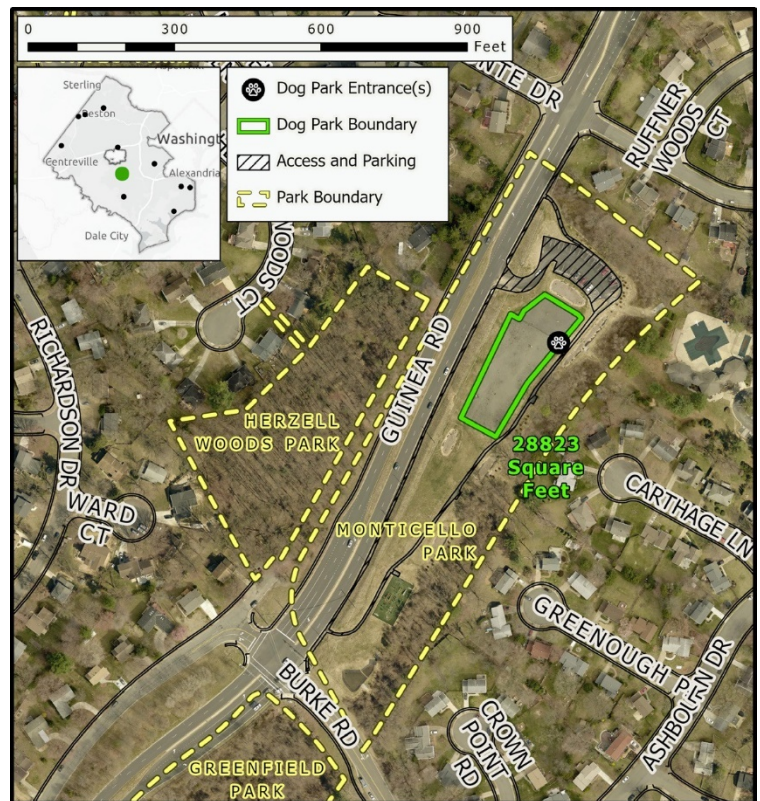 0 300 600 900
Feet
Sterling
Reston
Washingt
Centreville
Alexandria
Dale City
Dog Park Entrance(s)
Dog Park Boundary
Access and Parking
Park Boundary
NTE DR
RUFFNER
WOODS
CT
WOODS
CT
RICHARDSON DR
GUINEA RD
HERZELL
WOODS PARK
28823
Square
Feet
WARD
CT
CARTHAGE LN
MONTICELLO
PARK
GREENOUGH PL
ASHBOURN DR
BURKE RD
CROWN
POINT
RD
GREENFIELD
PARK